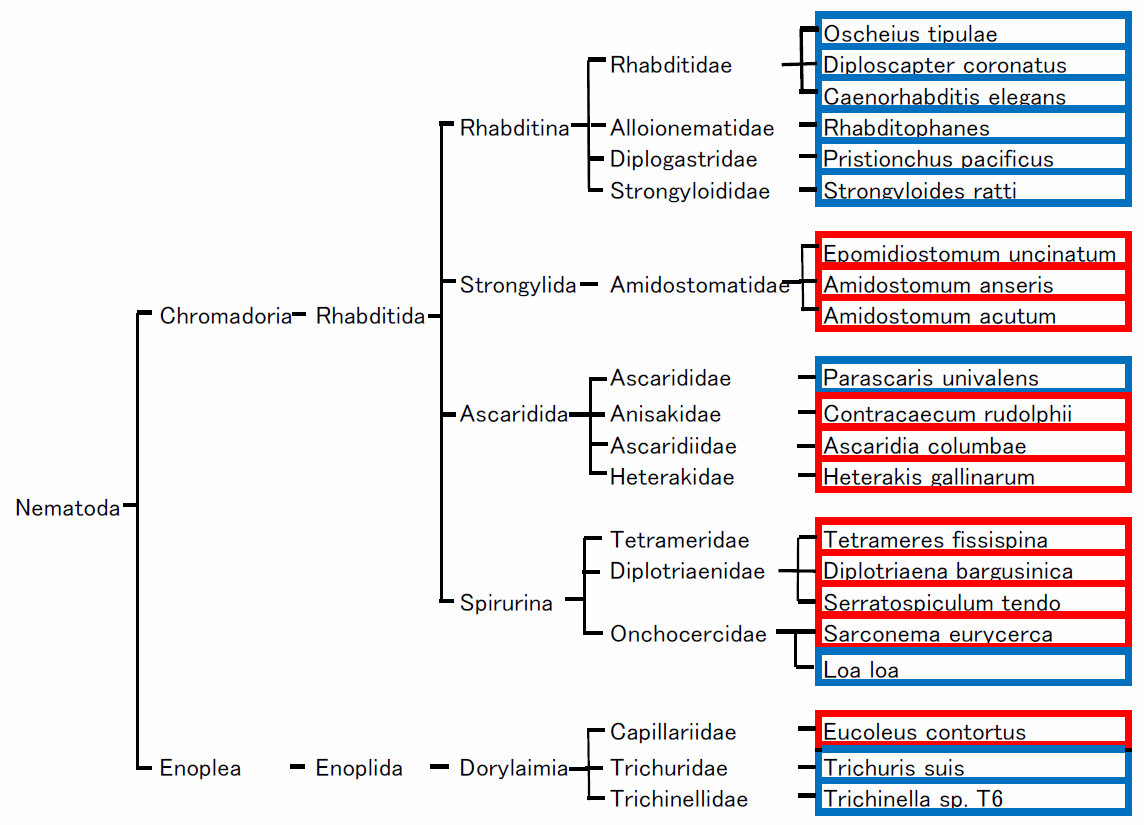 Oscheius tipulae
Rhabditidae Diploscapter coronatus
Caenorhabditis elegans
Rhabditina Alloionematidae Rhabditophanes
Diplogastridae Pristionchus pacificus
Strongyloididae Strongyloides ratti
Epomidiostomum uncinatum
Strongylida Amidostomatidae Amidostomum anseris
Chromadoria Rhabditida Amidostomum acutum
Ascarididae Parascaris univalens
Ascaridida Anisakidae Contracaecum rudolphii
Ascaridiidae Ascaridia columbae
Heterakidae Heterakis gallinarum
Nematoda
Tetrameridae Tetrameres fissispina
Diplotriaenidae Diplotriaena bargusinica
Spirurina Serratospiculum tendo
Onchocercidae Sarconema eurycerca
Loa loa
Capillariidae Eucoleus contortus
Enoplea Enoplida Dorylaimia Trichuridae Trichuris suis
Trichinellidae Trichinella sp. T6